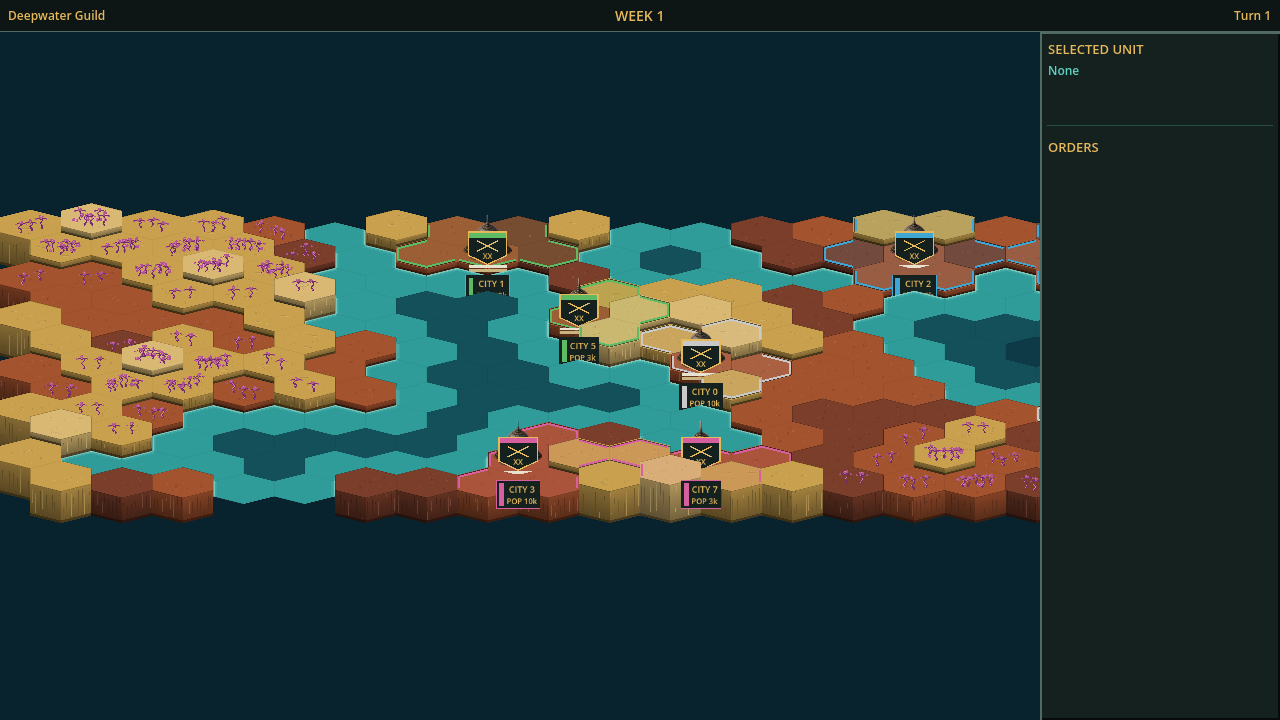 Deepwater Guild
WEEK 1
Turn 1
SELECTED UNIT
None
ORDERS
XX
CITY 1
XX
CITY 2
XX
CITY 5
POP 3k
XX
CITY 0
POP 10k
XX
CITY 3
POP 10k
XX
CITY 7
POP 3k